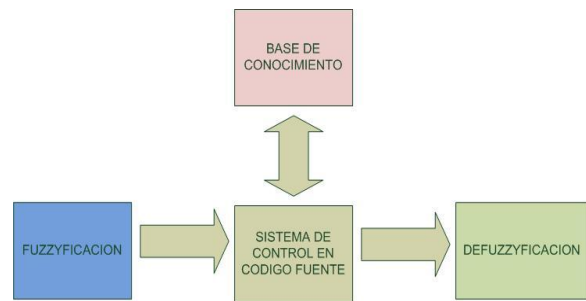 BASE DE
CONOCIMIENTO
FUZZYFICACION
SISTEMA DE
CONTROL EN
CODIGO FUENTE
DEFUZZYFICACION